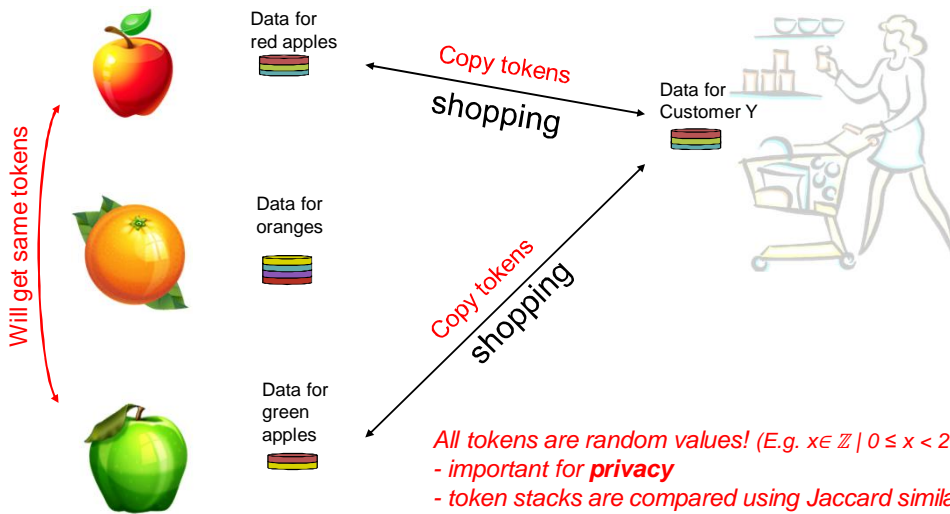 Data for
red apples
Copy tokens
shopping
Data for
Customer Y
Will get same tokens
Data for
oranges
Copy tokens
shopping
Data for
green
apples
All tokens are random values! (E.g. x∈ ℤ | 0 ≤ x < 2
- important for privacy
- token stacks are compared using Jaccard